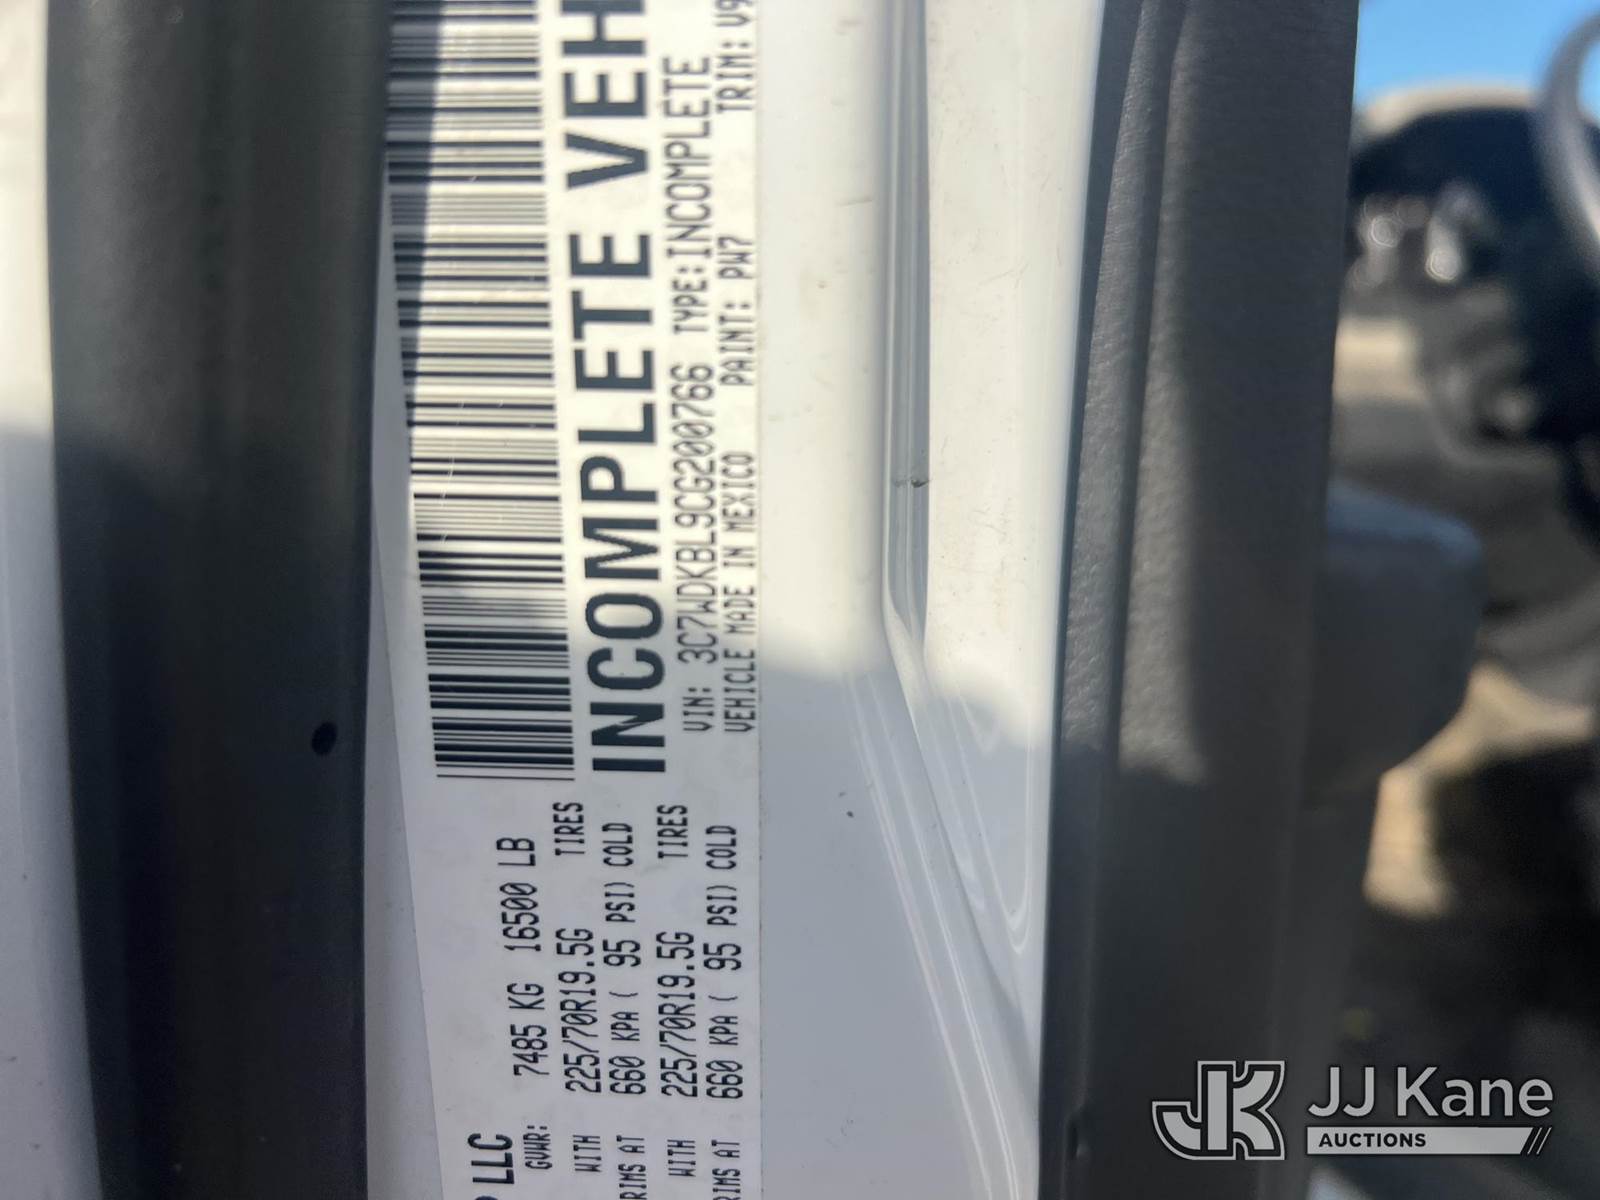 P LLC
GVWR: 7485 KG 16500 LB
WITH 225/70R19.5G TIRES
RIMS AT 660 KPA ( 95 PSI) COLD
WITH 225/70R19.5G TIRES
RIMS AT 660 KPA ( 95 PSI) COLD
INCOMPLETE VEH
VIN: 3C7WDKBL9CG200766 TYPE: INCOMPLETE
VEHICLE MADE IN MEXICO PAINT: PW7 TRIM: V9
JJ Kane
AUCTIONS